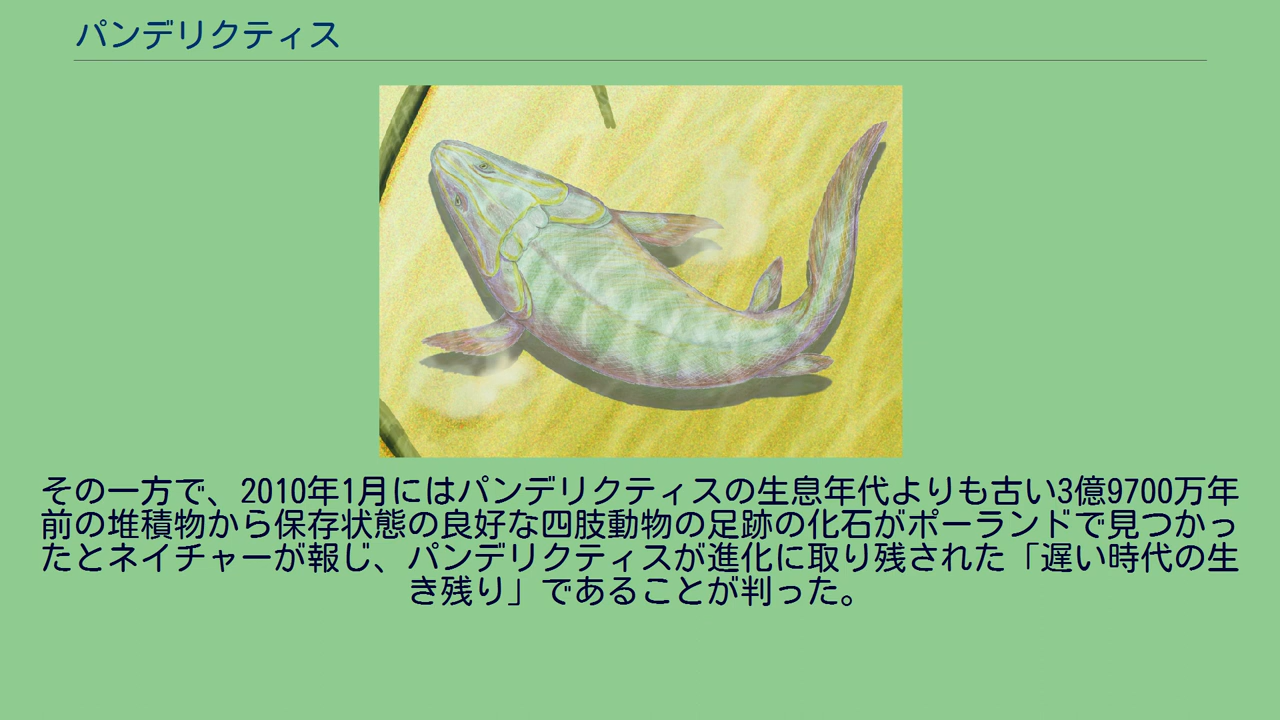 パンデリクティス
その一方で、2010年1月にはパンデリクティスの生息年代よりも古い3億9700万年
前の堆積物から保存状態の良好な四肢動物の足跡の化石がポーランドで見つかっ
たとネイチャーが報じ、パンデリクティスが進化に取り残された「遅い時代の生
き残り」であることが判った。